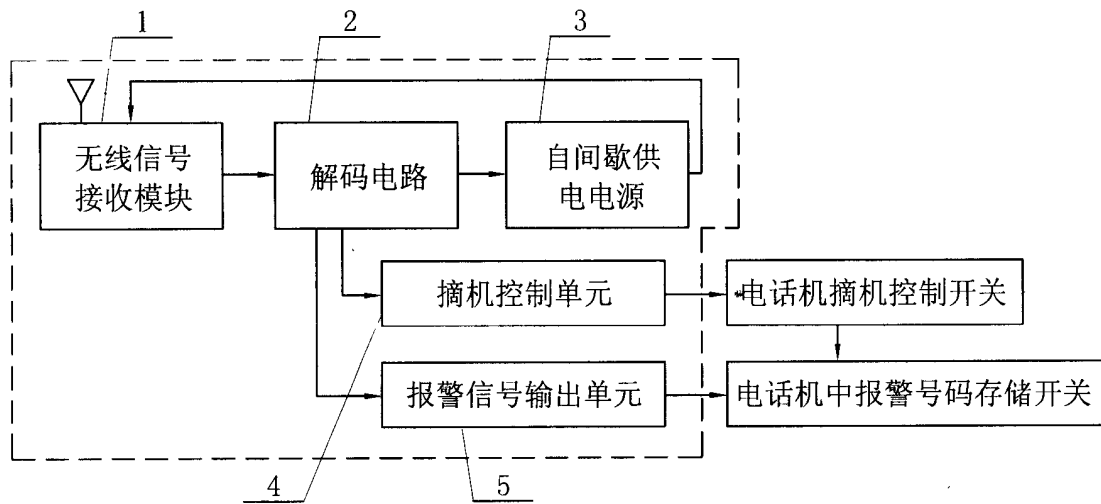 1
2
3
无线信号
接收模块
解码电路
自间歇供
电电源
摘机控制单元
电话机摘机控制开关
报警信号输出单元
电话机中报警号码存储开关
4
5